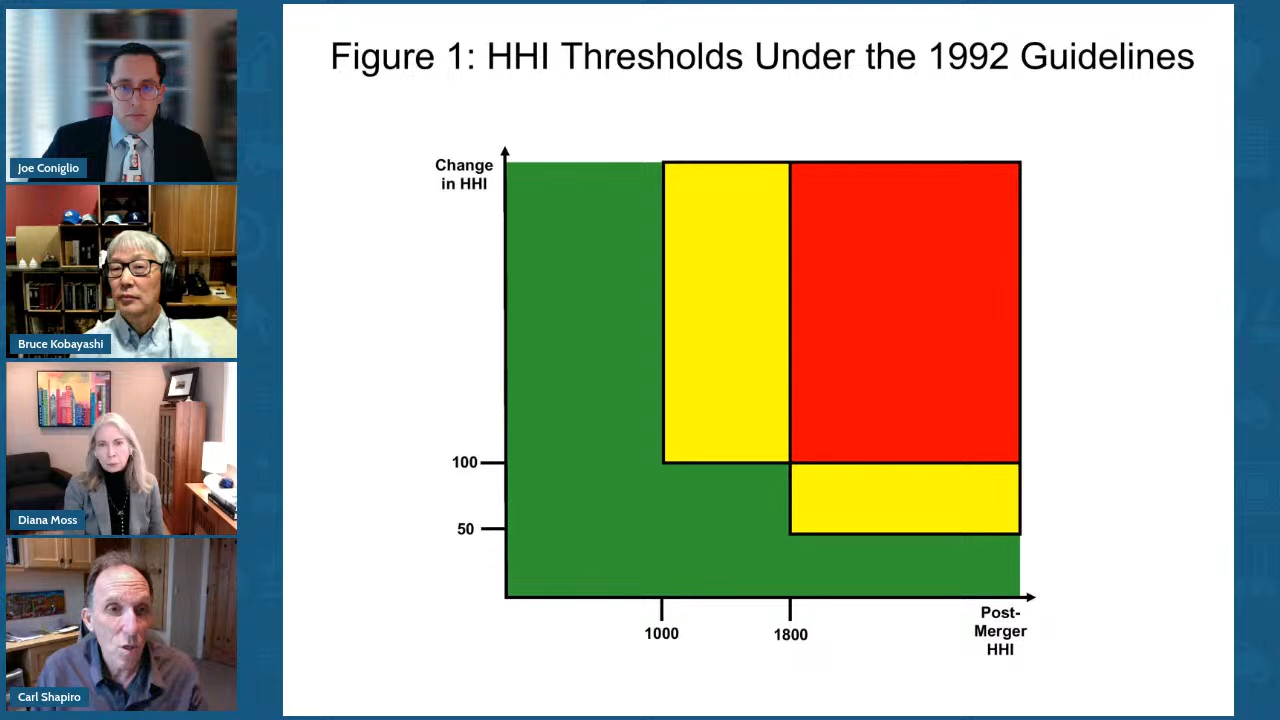 Figure 1: HHI Thresholds Under the 1992 Guidelines
Change
in HHI
100
50
1000
1800
Post-
Merger
HHI
Joe Coniglio
Bruce Kobayashi
Diana Moss
Carl Shapiro